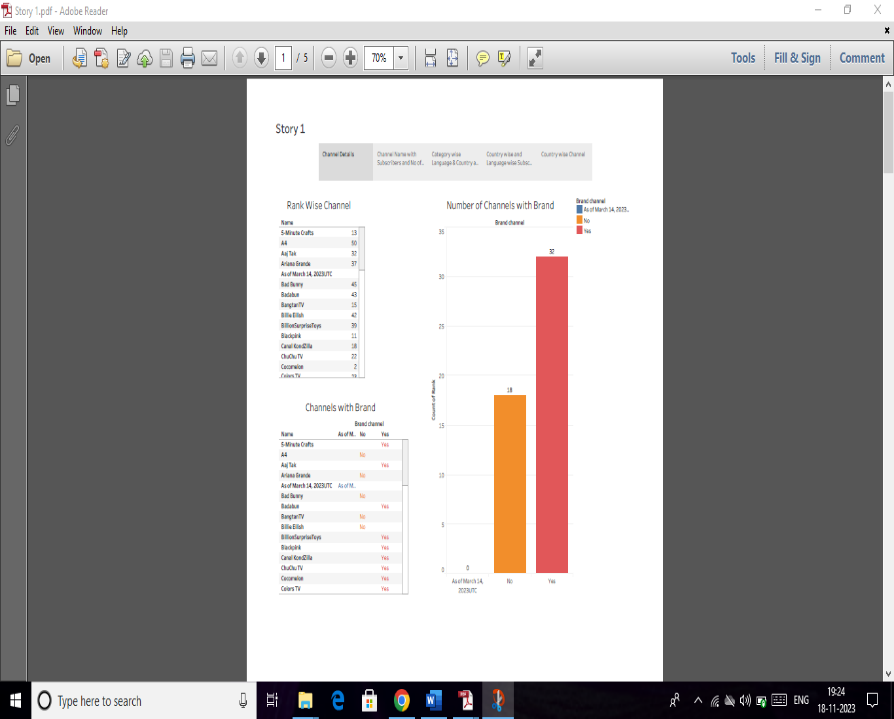 Story 1.pdf - Adobe Reader
File Edit View Window Help
Open 1 / 5 70% Tools Fill & Sign Comment
Story 1
Channel Details
Channel Name with Subscribers and No of..
Category wise Language & Country a..
Country wise and Language wise Subsc..
Country wise Channel
Rank Wise Channel
Name
5-Minute Crafts 13
A4 50
Aaj Tak 32
Ariana Grande 37
As of March 14, 2023UTC
Bad Bunny 45
Badabun 43
BangtanTV 15
Billie Eilish 42
BillionSurpriseToys 39
Blackpink 11
Canal KondZilla 18
ChuChu TV 22
Cocomelon 2
Colors TV
Channels with Brand
Brand channel
Name As of M.. No Yes
5-Minute Crafts Yes
A4 No
Aaj Tak Yes
Ariana Grande No
As of March 14, 2023UTC As of M..
Bad Bunny No
Badabun Yes
BangtanTV No
Billie Eilish No
BillionSurpriseToys Yes
Blackpink Yes
Canal KondZilla Yes
ChuChu TV Yes
Cocomelon Yes
Colors TV Yes
Number of Channels with Brand
Brand channel
35
30
25
20
15
10
5
0
Count of Rank
0
18
32
As of March 14,
2023UTC
No
Yes
Brand channel
As of March 14, 2023..
No
Yes
Type here to search
ENG
19:24
18-11-2023